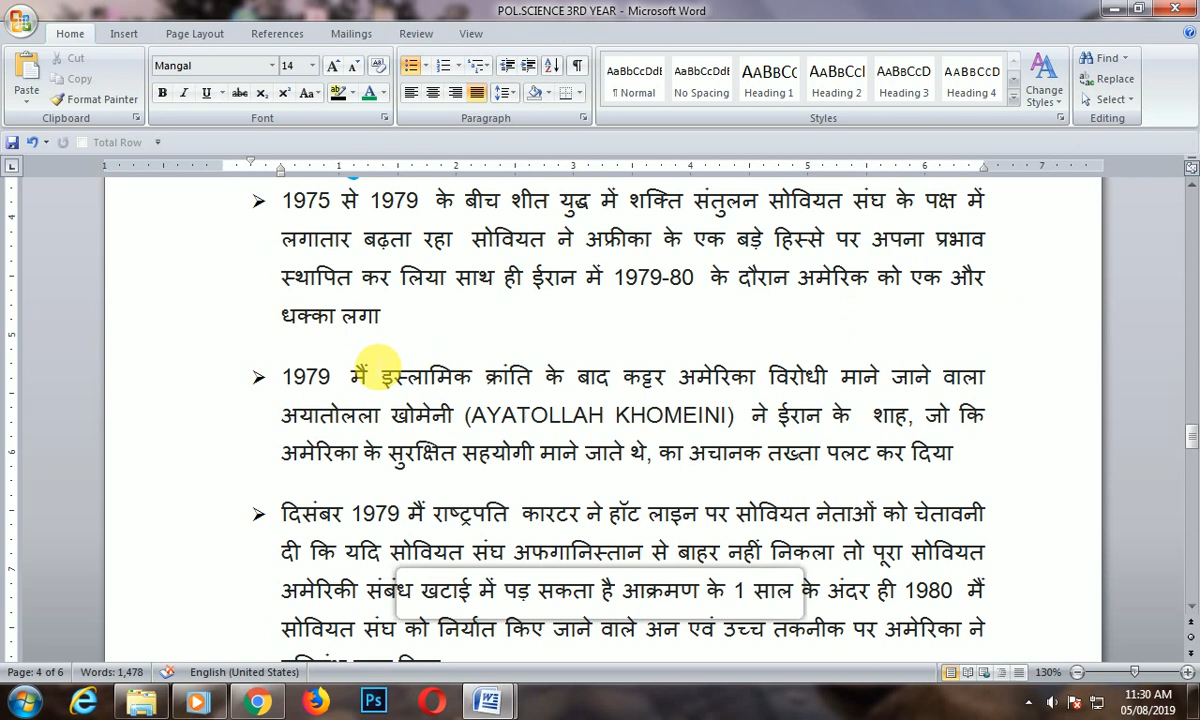 POL.SCIENCE 3RD YEAR - Microsoft Word
Home Insert Page Layout References Mailings Review View
Paste
Cut
Copy
Format Painter
Clipboard
Mangal 14
Font
Paragraph
AaBbCcDdE AaBbCcDdE AaBbCc AaBbCcI AaBbCcD AaBbCcD
¶ Normal No Spacing Heading 1 Heading 2 Heading 3 Heading 4
Change Styles
Styles
Find
Replace
Select
Editing
Total Row
1975 से 1979 के बीच शीत युद्ध में शक्ति संतुलन सोवियत संघ के पक्ष में
लगातार बढ़ता रहा सोवियत ने अफ्रीका के एक बड़े हिस्से पर अपना प्रभाव
स्थापित कर लिया साथ ही ईरान में 1979-80 के दौरान अमेरिक को एक और
धक्का लगा
1979 मैं इस्लामिक क्रांति के बाद कट्टर अमेरिका विरोधी माने जाने वाला
अयातोलला खोमेनी (AYATOLLAH KHOMEINI) ने ईरान के शाह, जो कि
अमेरिका के सुरक्षित सहयोगी माने जाते थे, का अचानक तख्ता पलट कर दिया
दिसंबर 1979 मैं राष्ट्रपति कारटर ने हॉट लाइन पर सोवियत नेताओं को चेतावनी
दी कि यदि सोवियत संघ अफगानिस्तान से बाहर नहीं निकला तो पूरा सोवियत
अमेरिकी संबंध खटाई में पड़ सकता है आक्रमण के 1 साल के अंदर ही 1980 मैं
सोवियत संघ को निर्यात किए जाने वाले अन एवं उच्च तकनीक पर अमेरिका ने
Page: 4 of 6 Words: 1,478 English (United States) 130%
11:30 AM
05/08/2019